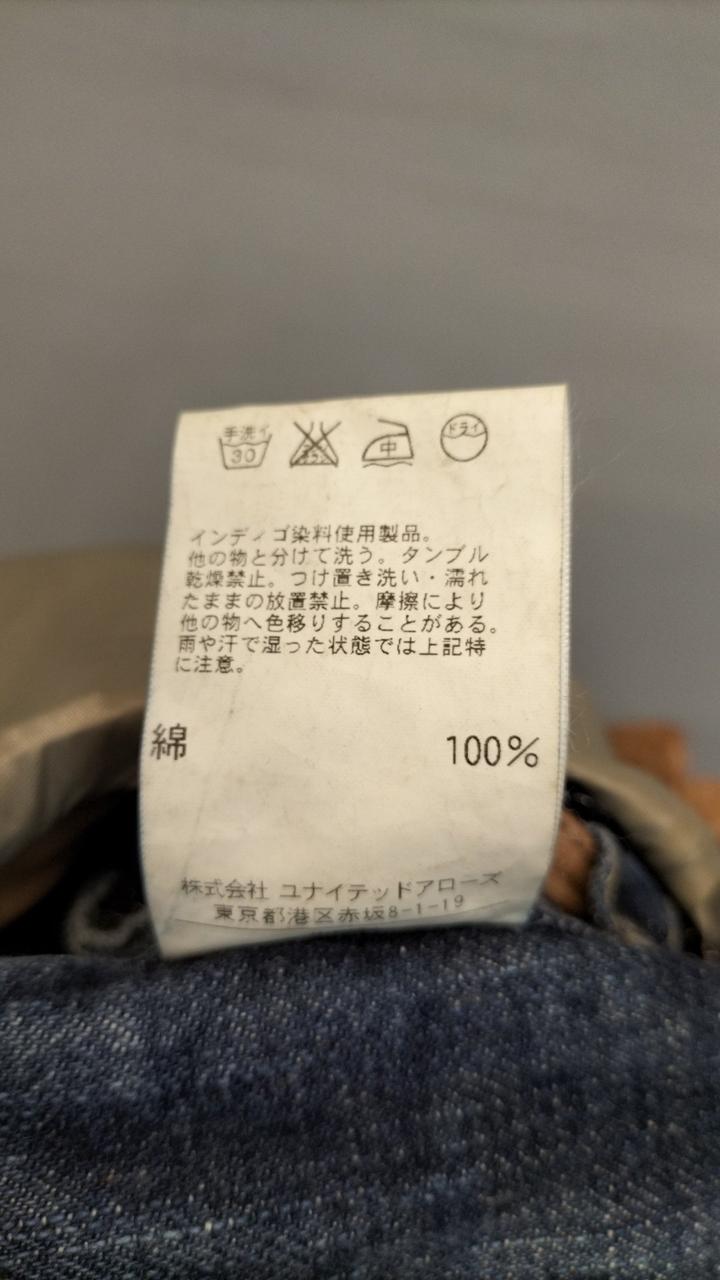 手洗イ
30
中
ドライ
インディゴ染料使用製品。
他の物と分けて洗う。タンブル
乾燥禁止。つけ置き洗い・濡れ
たままの放置禁止。摩擦により
他の物へ色移りすることがある。
雨や汗で湿った状態では上記特
に注意。
綿 100%
株式会社 ユナイテッドアローズ
東京都港区赤坂8-1-19